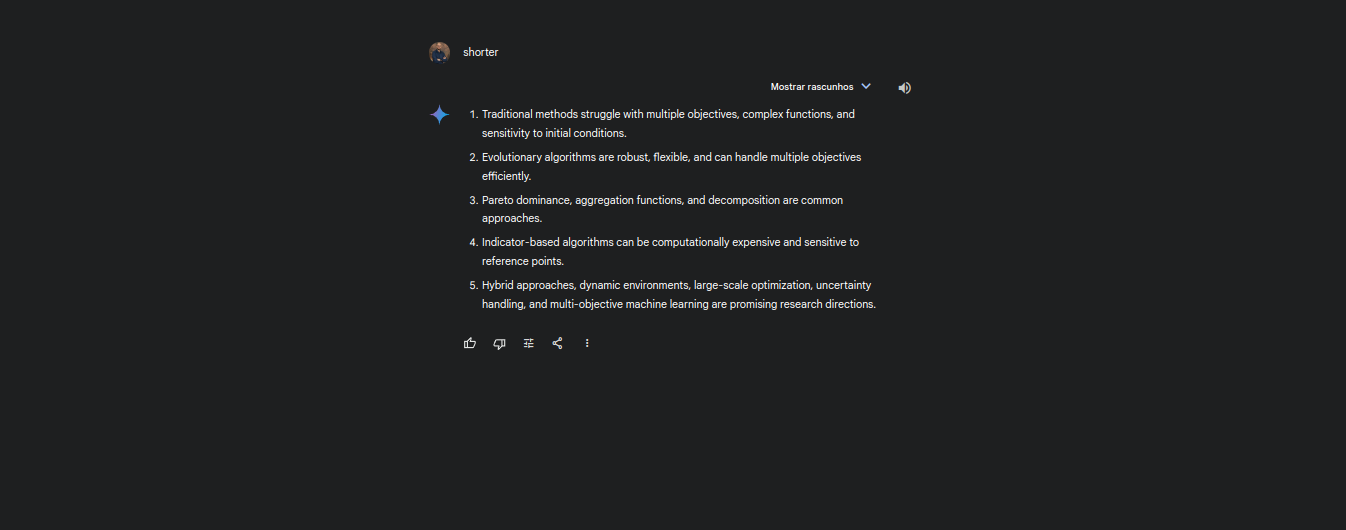 shorter
Mostrar rascunhos
1. Traditional methods struggle with multiple objectives, complex functions, and
sensitivity to initial conditions.
2. Evolutionary algorithms are robust, flexible, and can handle multiple objectives
efficiently.
3. Pareto dominance, aggregation functions, and decomposition are common
approaches.
4. Indicator-based algorithms can be computationally expensive and sensitive to
reference points.
5. Hybrid approaches, dynamic environments, large-scale optimization, uncertainty
handling, and multi-objective machine learning are promising research directions.